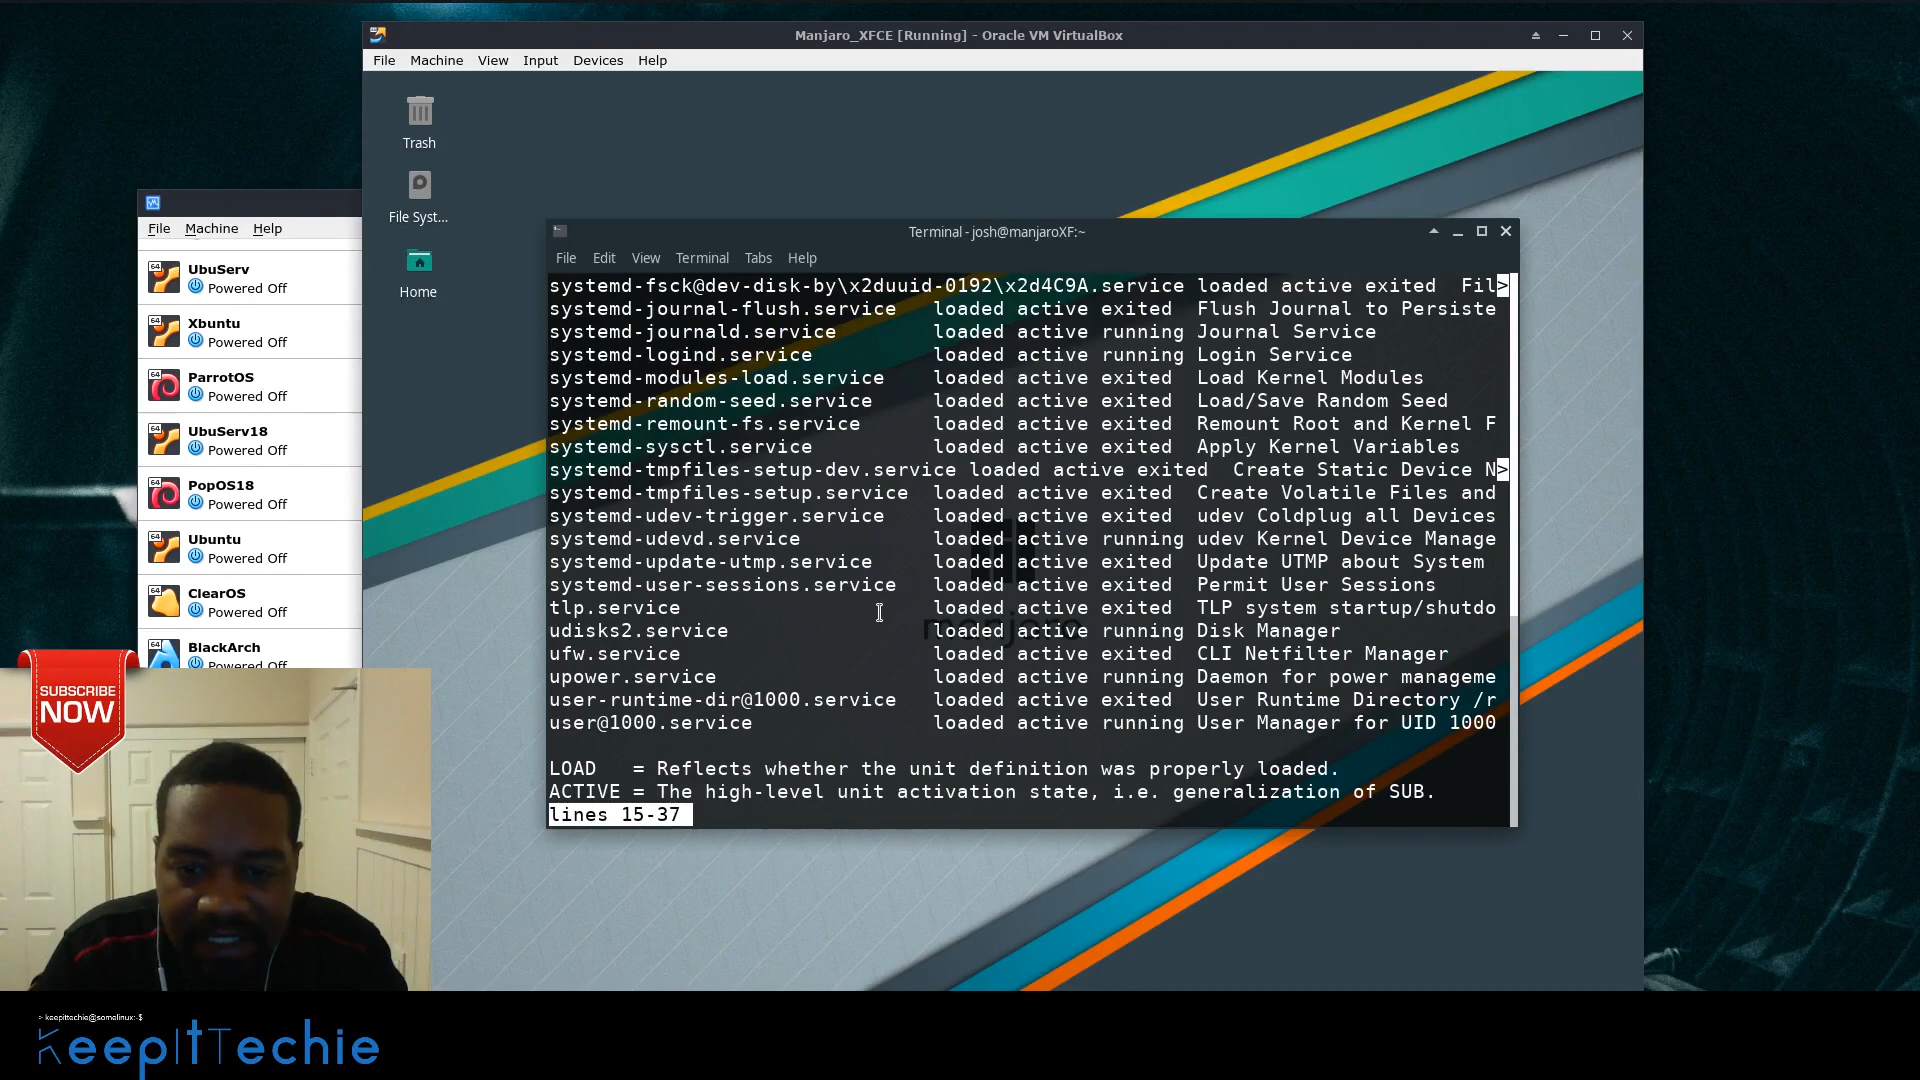 Manjaro_XFCE [Running] - Oracle VM VirtualBox
File Machine View Input Devices Help
Trash
File Syst...
Home
File Machine Help
64 UbuServ
Powered Off
64 Xbuntu
Powered Off
64 ParrotOS
Powered Off
64 UbuServ18
Powered Off
64 PopOS18
Powered Off
64 Ubuntu
Powered Off
64 ClearOS
Powered Off
64 BlackArch
Powered Off
Terminal - josh@manjaroXF:~
File Edit View Terminal Tabs Help
systemd-fsck@dev-disk-by\x2duuid-0192\x2d4C9A.service loaded active exited Fil>
systemd-journal-flush.service loaded active exited Flush Journal to Persiste
systemd-journald.service loaded active running Journal Service
systemd-logind.service loaded active running Login Service
systemd-modules-load.service loaded active exited Load Kernel Modules
systemd-random-seed.service loaded active exited Load/Save Random Seed
systemd-remount-fs.service loaded active exited Remount Root and Kernel F
systemd-sysctl.service loaded active exited Apply Kernel Variables
systemd-tmpfiles-setup-dev.service loaded active exited Create Static Device N>
systemd-tmpfiles-setup.service loaded active exited Create Volatile Files and
systemd-udev-trigger.service loaded active exited udev Coldplug all Devices
systemd-udevd.service loaded active running udev Kernel Device Manage
systemd-update-utmp.service loaded active exited Update UTMP about System
systemd-user-sessions.service loaded active exited Permit User Sessions
tlp.service loaded active exited TLP system startup/shutdo
udisks2.service loaded active running Disk Manager
ufw.service loaded active exited CLI Netfilter Manager
upower.service loaded active running Daemon for power manageme
user-runtime-dir@1000.service loaded active exited User Runtime Directory /r
user@1000.service loaded active running User Manager for UID 1000
LOAD = Reflects whether the unit definition was properly loaded.
ACTIVE = The high-level unit activation state, i.e. generalization of SUB.
lines 15-37
manjaro
SUBSCRIBE
NOW
> keepittechie@somelinux:-$
KeepItTechie